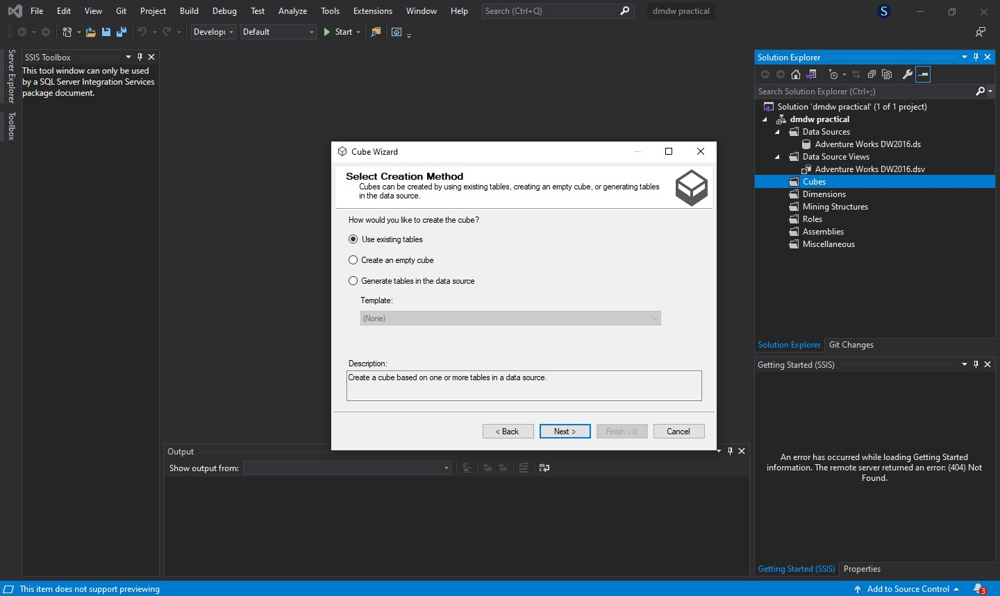 File Edit View Git Project Build Debug Test Analyze Tools Extensions Window Help Search (Ctrl+Q) dmdw practical S
Developı Default Start
Server Explorer
Toolbox
SSIS Toolbox
This tool window can only be used
by a SQL Server Integration Services
package document.
Cube Wizard
Select Creation Method
Cubes can be created by using existing tables, creating an empty cube, or generating tables
in the data source.
How would you like to create the cube?
Use existing tables
Create an empty cube
Generate tables in the data source
Template:
(None)
Description:
Create a cube based on one or more tables in a data source.
< Back Next > Finish >>| Cancel
Output
Show output from:
Solution Explorer
Search Solution Explorer (Ctrl+;)
Solution 'dmdw practical' (1 of 1 project)
dmdw practical
Data Sources
Adventure Works DW2016.ds
Data Source Views
Adventure Works DW2016.dsv
Cubes
Dimensions
Mining Structures
Roles
Assemblies
Miscellaneous
Solution Explorer Git Changes
Getting Started (SSIS)
An error has occurred while loading Getting Started
information. The remote server returned an error: (404) Not
Found.
Getting Started (SSIS) Properties
This item does not support previewing
Add to Source Control 3